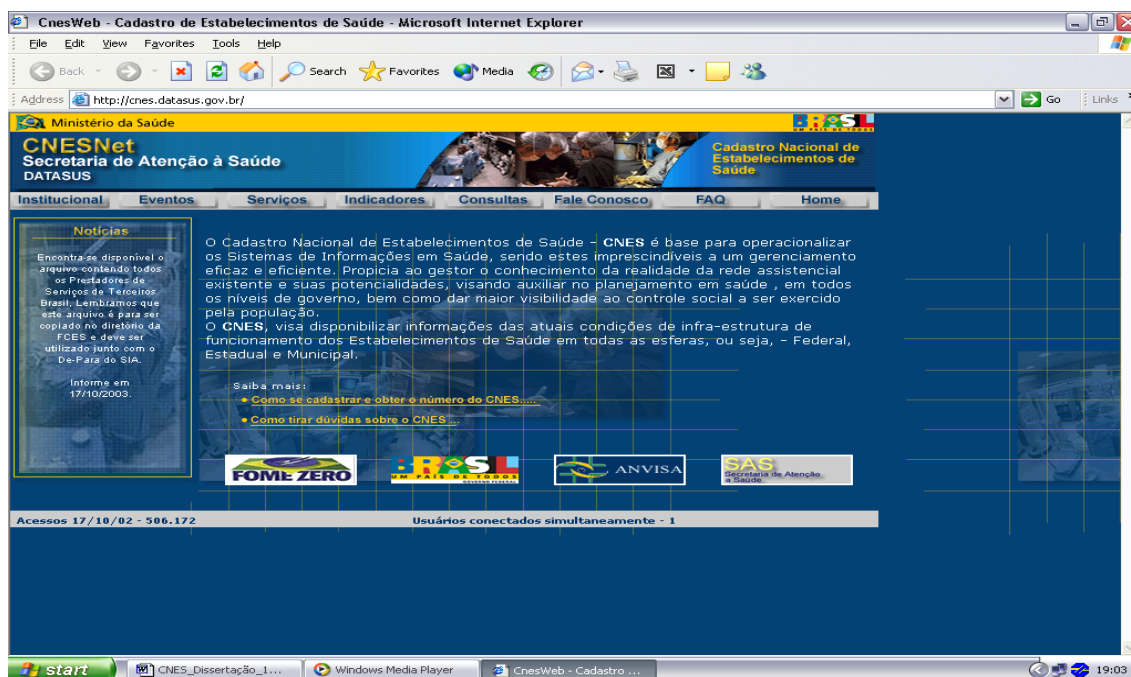 CnesWeb - Cadastro de Estabelecimentos de Saúde - Microsoft Internet Explorer
File Edit View Favorites Tools Help
Back Search Favorites Media
Address http://cnes.datasus.gov.br/ Go Links
Ministério da Saúde
BRASIL
UM PAÍS DE TODOS
CNESNet
Secretaria de Atenção à Saúde
DATASUS
Cadastro Nacional de
Estabelecimentos de
Saúde
Institucional Eventos Serviços Indicadores Consultas Fale Conosco FAQ Home
Notícias
Encontra-se disponível o
arquivo contendo todos
os Prestadores de
Serviços de Terceiros
Brasil, Lembramos que
este arquivo é para ser
copiado no diretório da
FCES e deve ser
utilizado junto com o
De-Para do SIA.
Informe em
17/10/2003.
O Cadastro Nacional de Estabelecimentos de Saúde - CNES é base para operacionalizar
os Sistemas de Informações em Saúde, sendo estes imprescindíveis a um gerenciamento
eficaz e eficiente. Propicia ao gestor o conhecimento da realidade da rede assistencial
existente e suas potencialidades, visando auxiliar no planejamento em saúde , em todos
os níveis de governo, bem como dar maior visibilidade ao controle social a ser exercido
pela população.
O CNES, visa disponibilizar informações das atuais condições de infra-estrutura de
funcionamento dos Estabelecimentos de Saúde em todas as esferas, ou seja, - Federal,
Estadual e Municipal.
Saiba mais:
• Como se cadastrar e obter o número do CNES.....
• Como tirar dúvidas sobre o CNES ...
FOME ZERO
BRASIL
UM PAÍS DE TODOS
GOVERNO FEDERAL
ANVISA
SAS
Secretaria de Atenção
a Saúde
Acessos 17/10/02 - 506.172 Usuários conectados simultaneamente - 1
start CNES_Dissertação_1... Windows Media Player CnesWeb - Cadastro ... 19:03